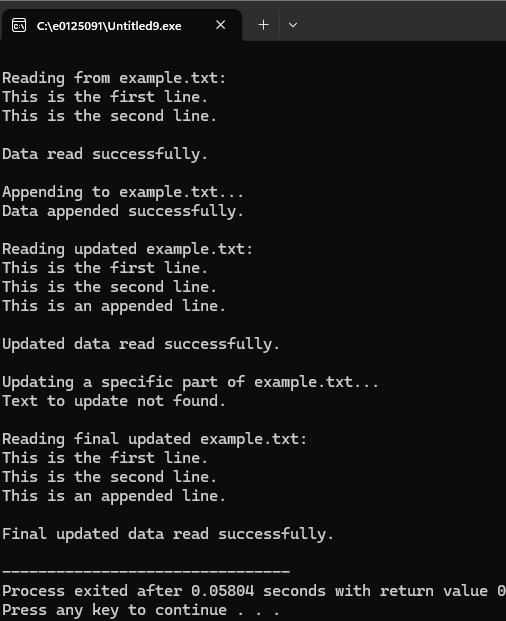 C:\e0125091\Untitled9.exe
Reading from example.txt:
This is the first line.
This is the second line.
Data read successfully.
Appending to example.txt...
Data appended successfully.
Reading updated example.txt:
This is the first line.
This is the second line.
This is an appended line.
Updated data read successfully.
Updating a specific part of example.txt...
Text to update not found.
Reading final updated example.txt:
This is the first line.
This is the second line.
This is an appended line.
Final updated data read successfully.
--------------------------------
Process exited after 0.05804 seconds with return value 0
Press any key to continue . . .